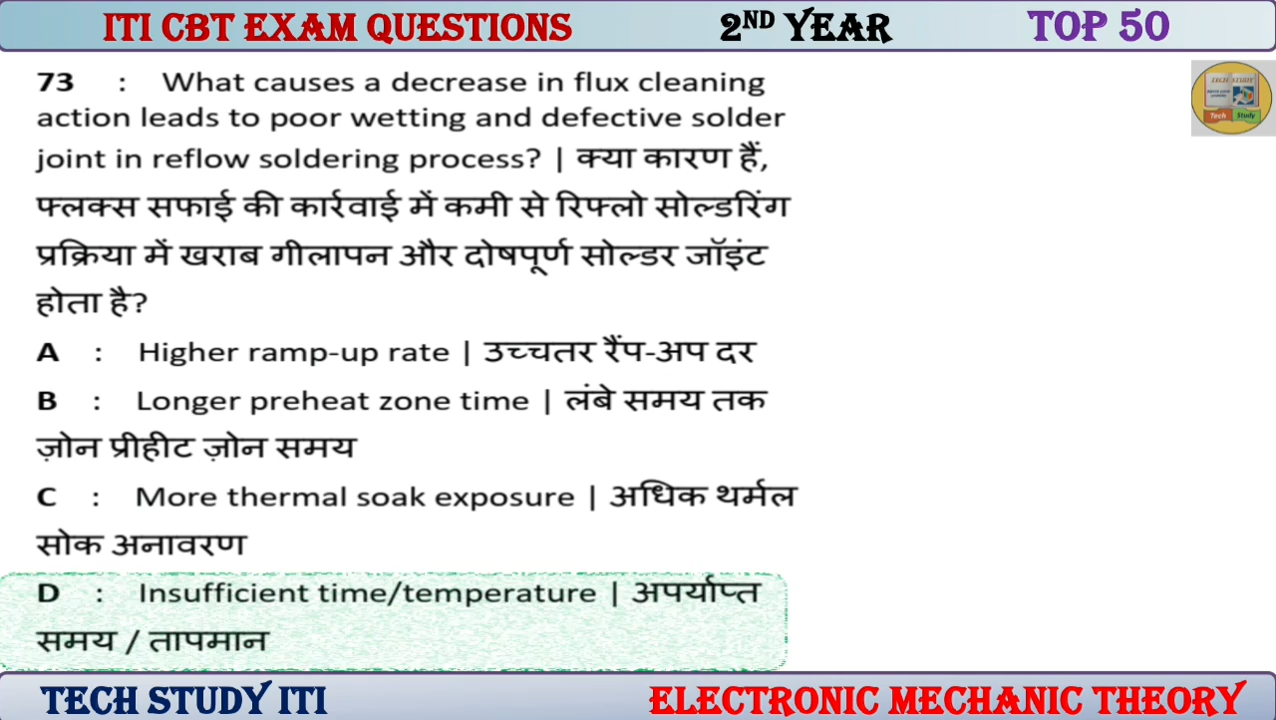 ITI CBT EXAM QUESTIONS 2ND YEAR TOP 50
73 : What causes a decrease in flux cleaning
action leads to poor wetting and defective solder
joint in reflow soldering process? | क्या कारण हैं,
फ्लक्स सफाई की कार्रवाई में कमी से रिफ्लो सोल्डरिंग
प्रक्रिया में खराब गीलापन और दोषपूर्ण सोल्डर जॉइंट
होता है?
A : Higher ramp-up rate | उच्चतर रैंप-अप दर
B : Longer preheat zone time | लंबे समय तक
ज़ोन प्रीहीट ज़ोन समय
C : More thermal soak exposure | अधिक थर्मल
सोक अनावरण
D : Insufficient time/temperature | अपर्याप्त
समय / तापमान
TECH STUDY
Tech Study
TECH STUDY ITI ELECTRONIC MECHANIC THEORY